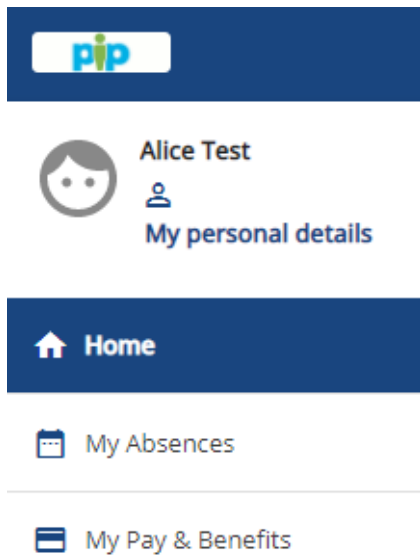 pip
Alice Test
My personal details
Home
My Absences
My Pay & Benefits